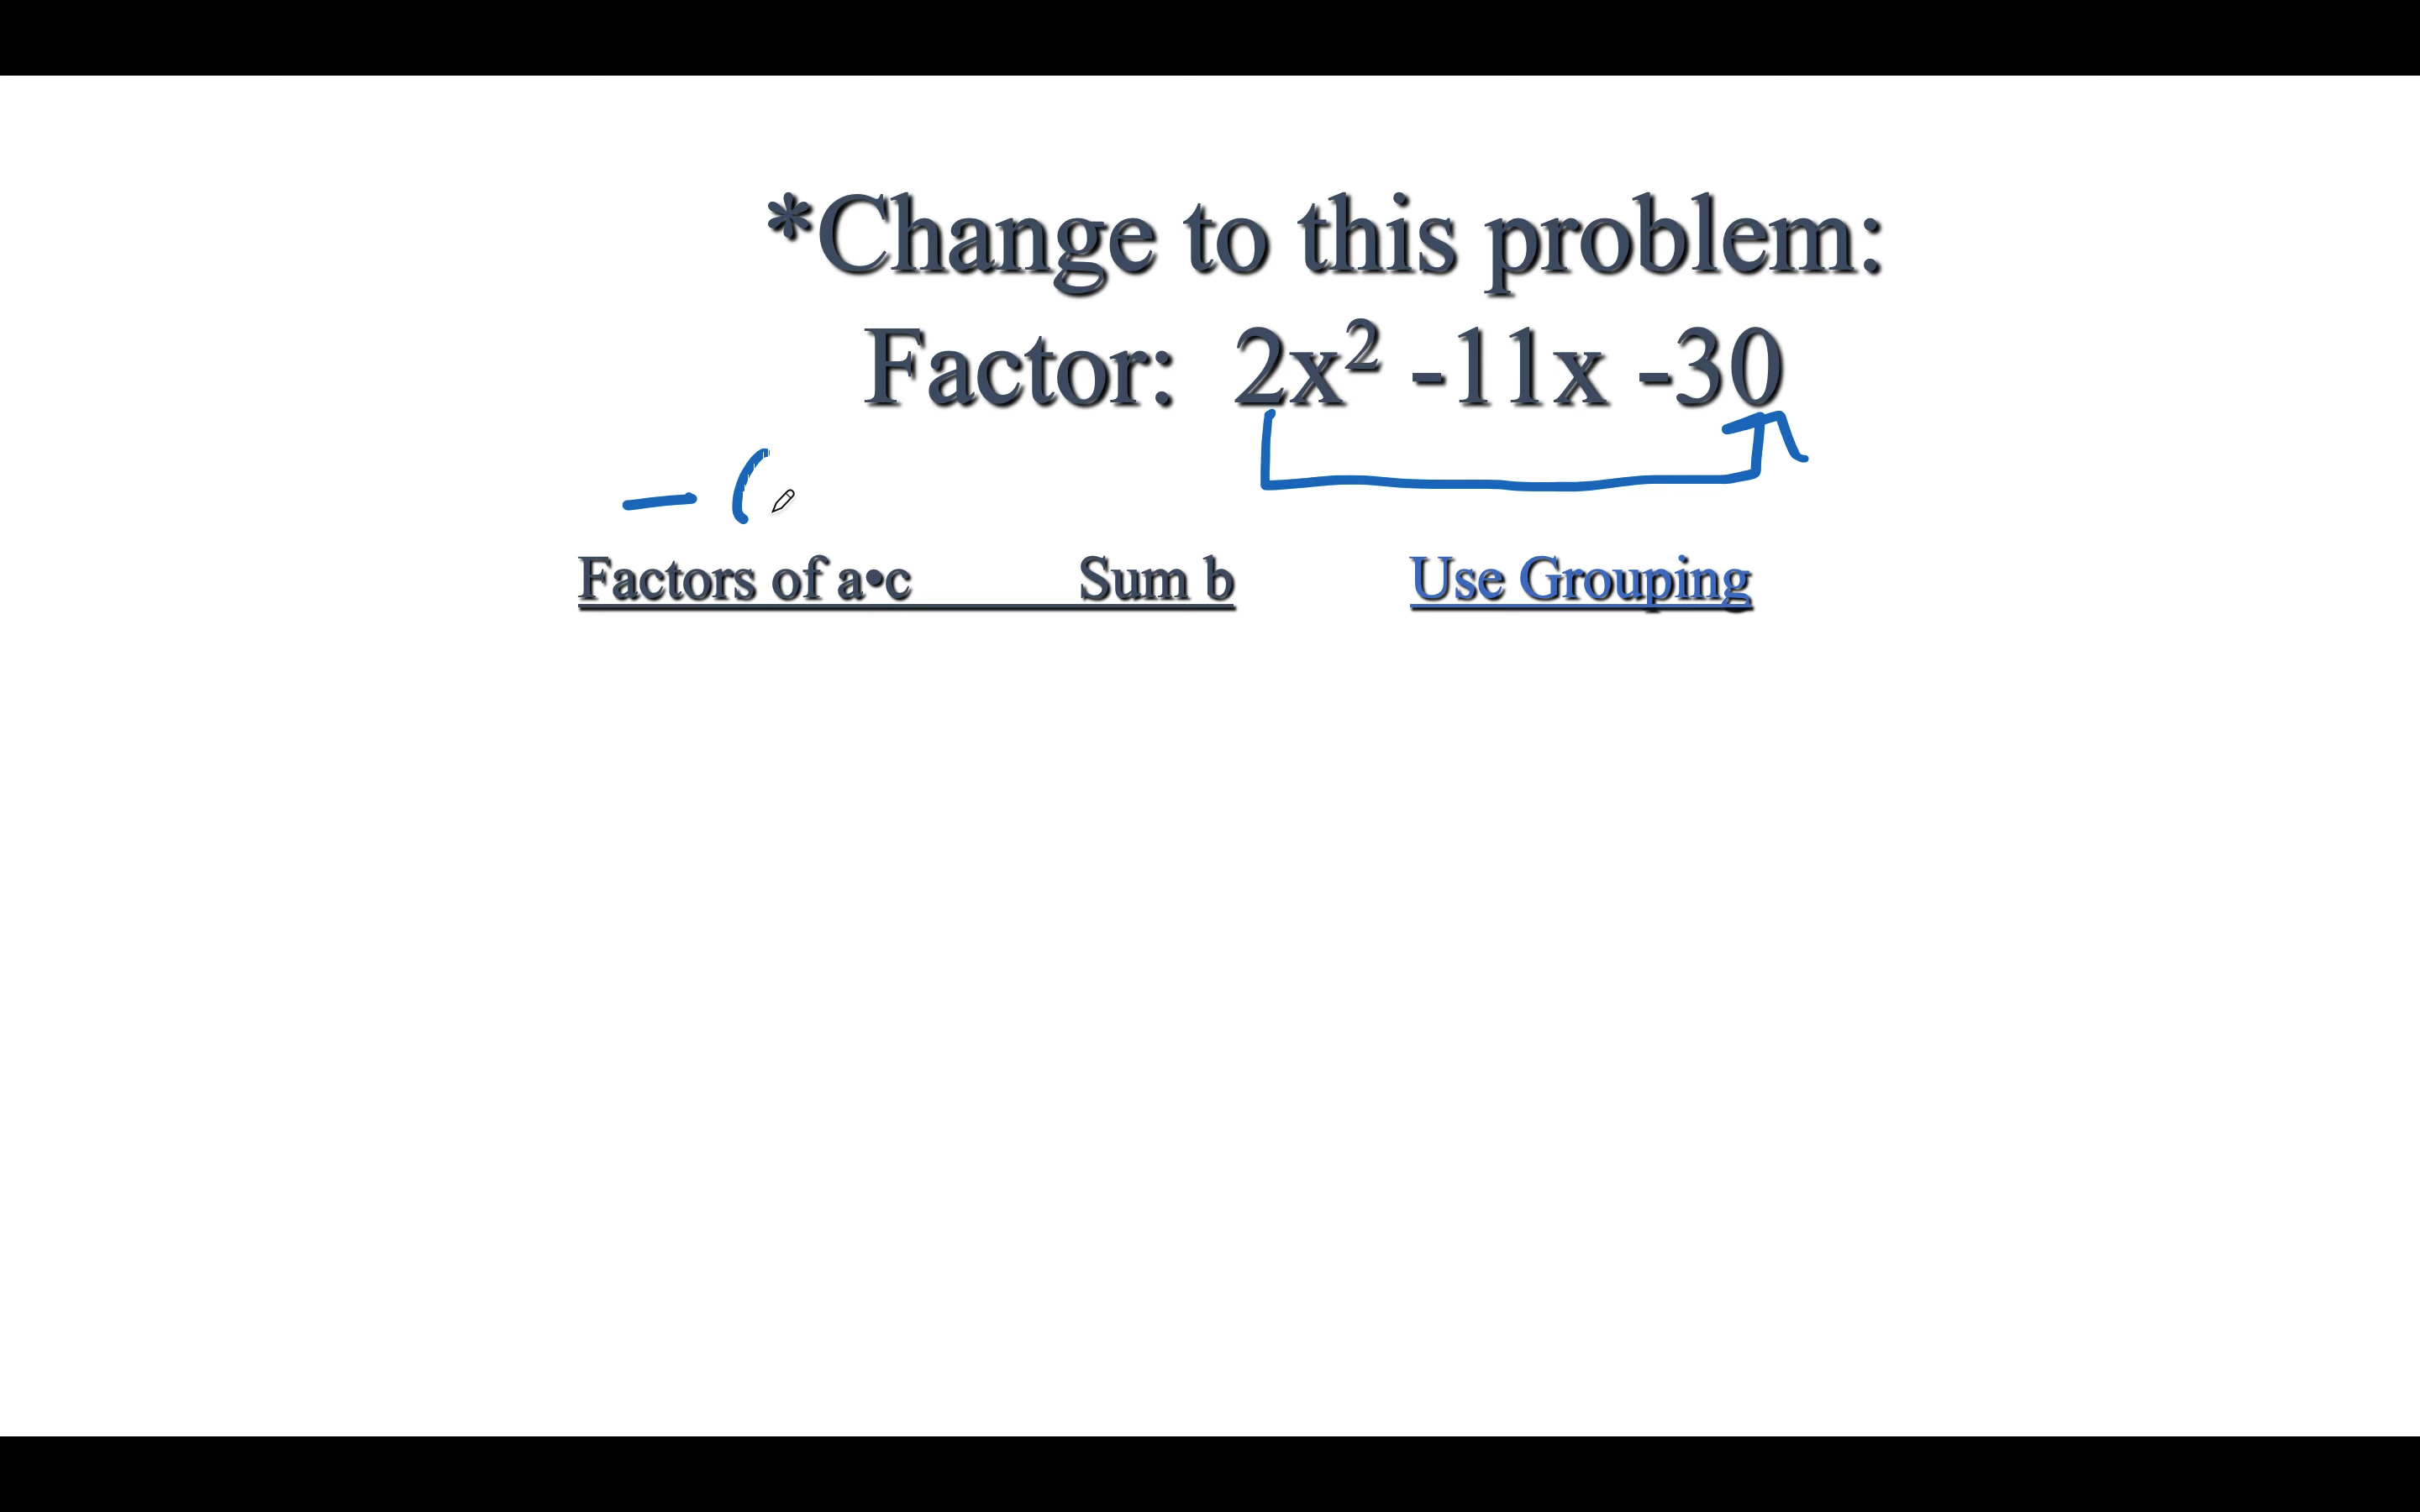 *Change to this problem:
Factor: 2x² -11x -30
– (
Factors of a•c Sum b Use Grouping